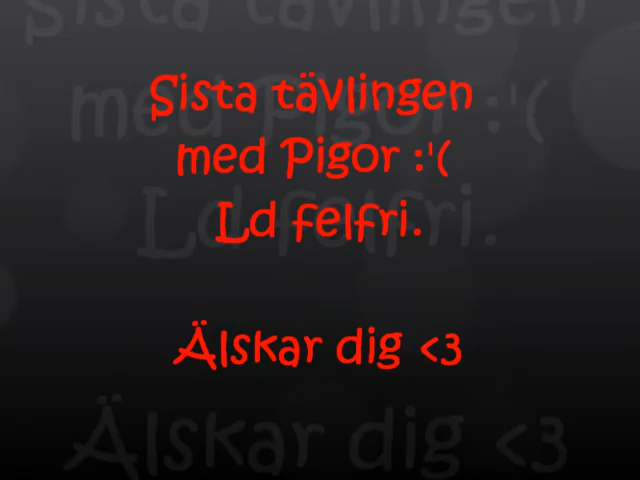 Sista tävlingen
med Pigor :'(
Ld felfri.
Älskar dig <3